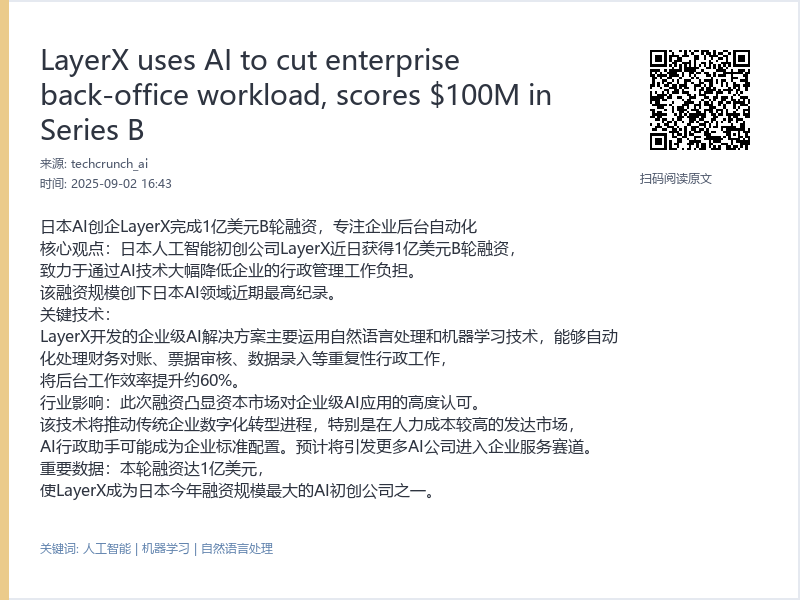 LayerX uses AI to cut enterprise
back-office workload, scores $100M in
Series B
来源: techcrunch_ai
时间: 2025-09-02 16:43
扫码阅读原文
日本AI创企LayerX完成1亿美元B轮融资，专注企业后台自动化
核心观点：日本人工智能初创公司LayerX近日获得1亿美元B轮融资，
致力于通过AI技术大幅降低企业的行政管理工作负担。
该融资规模创下日本AI领域近期最高纪录。
关键技术：
LayerX开发的企业级AI解决方案主要运用自然语言处理和机器学习技术，能够自动
化处理财务对账、票据审核、数据录入等重复性行政工作，
将后台工作效率提升约60%。
行业影响：此次融资凸显资本市场对企业级AI应用的高度认可。
该技术将推动传统企业数字化转型进程，特别是在人力成本较高的发达市场，
AI行政助手可能成为企业标准配置。预计将引发更多AI公司进入企业服务赛道。
重要数据：本轮融资达1亿美元，
使LayerX成为日本今年融资规模最大的AI初创公司之一。
关键词: 人工智能 | 机器学习 | 自然语言处理